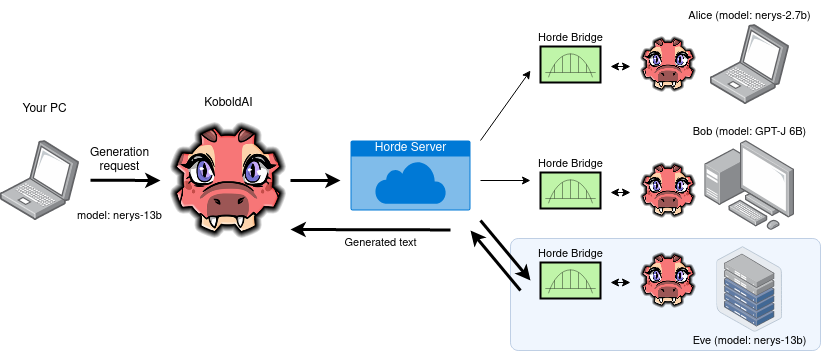 Alice (model: nerys-2.7b)
Horde Bridge
Your PC
KoboldAI
Generation
request
Horde Server
Bob (model: GPT-J 6B)
Horde Bridge
model: nerys-13b
Generated text
Horde Bridge
Eve (model: nerys-13b)